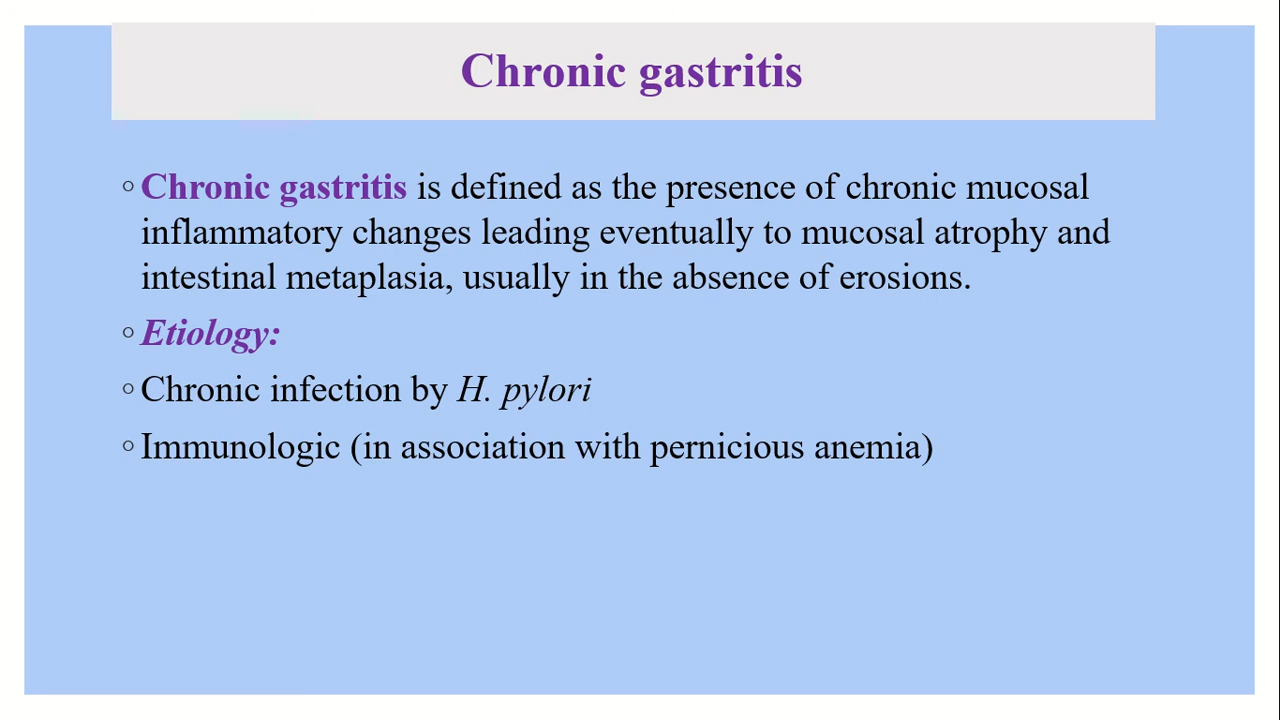 Chronic gastritis
◦ Chronic gastritis is defined as the presence of chronic mucosal
inflammatory changes leading eventually to mucosal atrophy and
intestinal metaplasia, usually in the absence of erosions.
◦ Etiology:
◦ Chronic infection by H. pylori
◦ Immunologic (in association with pernicious anemia)